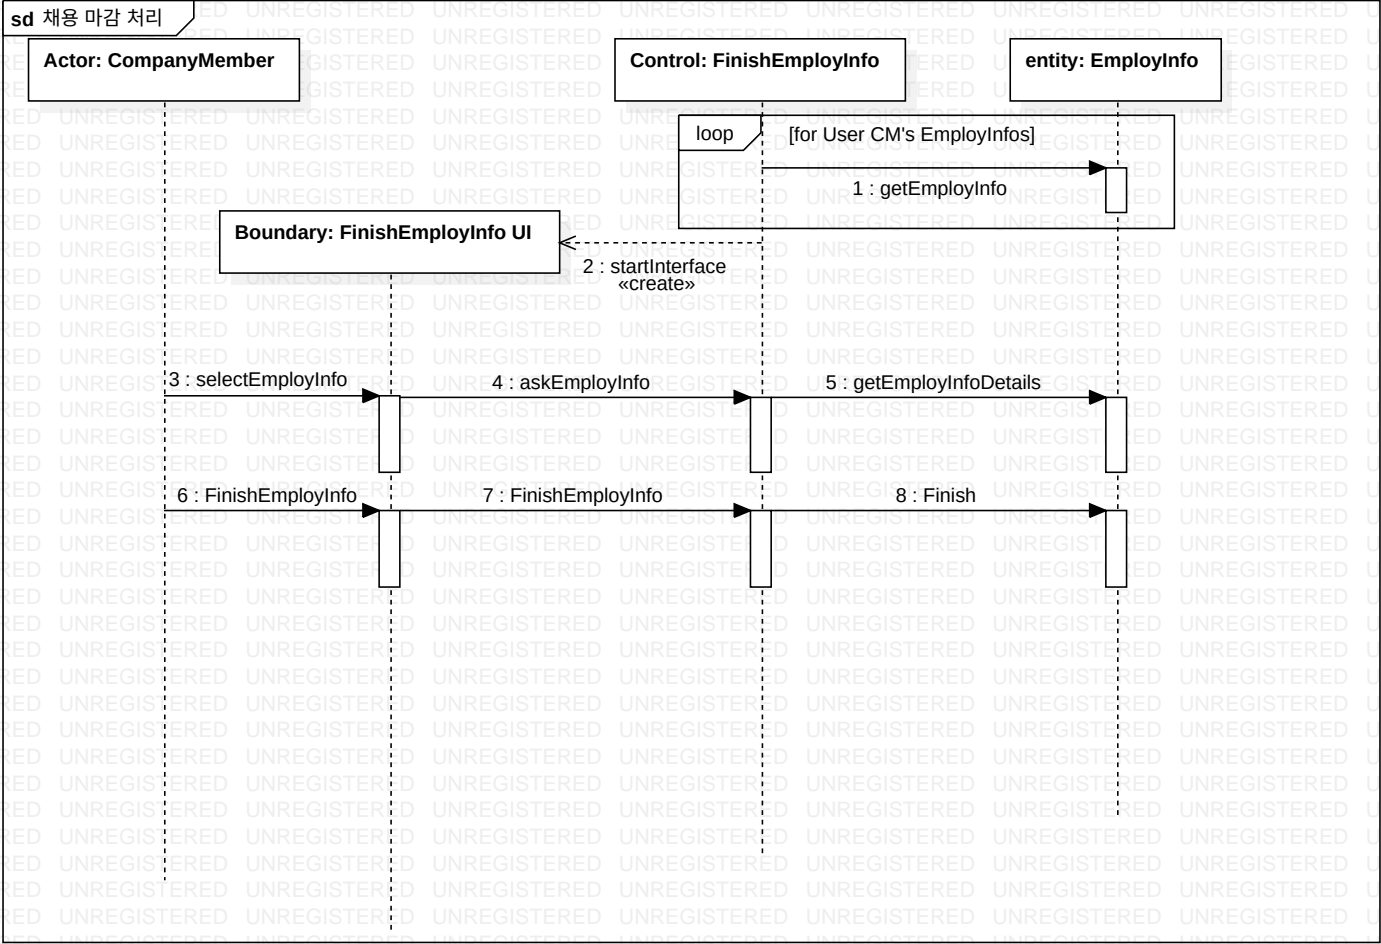 sd 채용 마감 처리
Actor: CompanyMember
Control: FinishEmployInfo
entity: EmployInfo
loop
[for User CM's EmployInfos]
1 : getEmployInfo
Boundary: FinishEmployInfo UI
2 : startInterface
«create»
3 : selectEmployInfo
4 : askEmployInfo
5 : getEmployInfoDetails
6 : FinishEmployInfo
7 : FinishEmployInfo
8 : Finish
UNREGISTERED